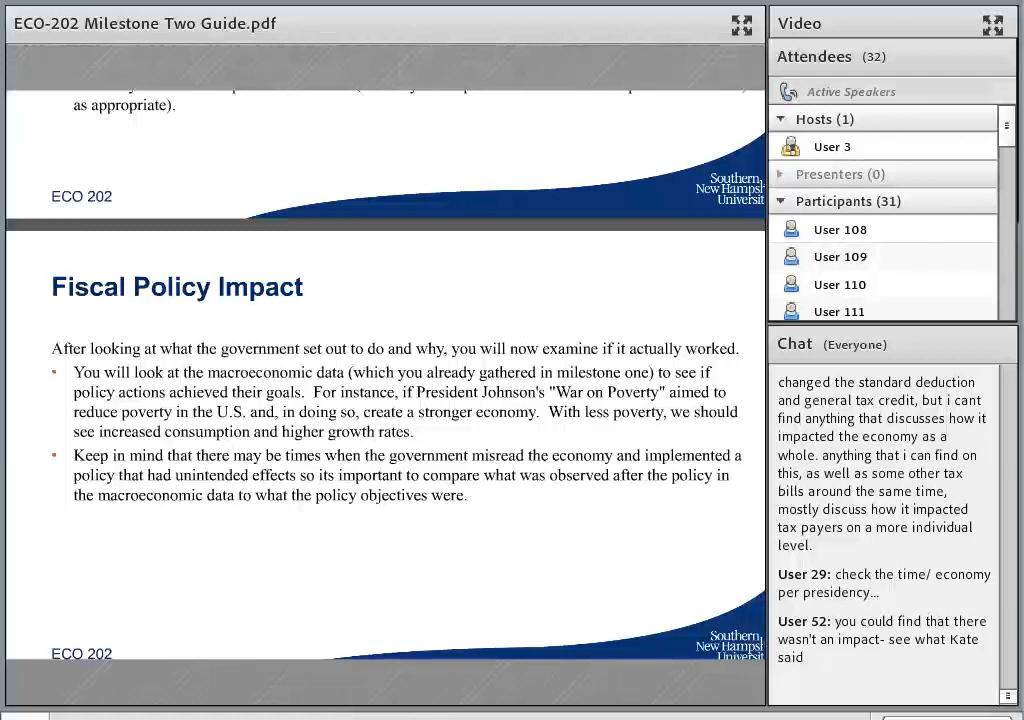 ECO-202 Milestone Two Guide.pdf
as appropriate).
ECO 202
Southern
New Hampsh
Universit
Fiscal Policy Impact
After looking at what the government set out to do and why, you will now examine if it actually worked.
• You will look at the macroeconomic data (which you already gathered in milestone one) to see if
policy actions achieved their goals. For instance, if President Johnson's "War on Poverty" aimed to
reduce poverty in the U.S. and, in doing so, create a stronger economy. With less poverty, we should
see increased consumption and higher growth rates.
• Keep in mind that there may be times when the government misread the economy and implemented a
policy that had unintended effects so its important to compare what was observed after the policy in
the macroeconomic data to what the policy objectives were.
ECO 202
Southern
New Hampsh
Universit
Video
Attendees (32)
Active Speakers
Hosts (1)
User 3
Presenters (0)
Participants (31)
User 108
User 109
User 110
User 111
Chat (Everyone)
changed the standard deduction
and general tax credit, but i cant
find anything that discusses how it
impacted the economy as a
whole. anything that i can find on
this, as well as some other tax
bills around the same time,
mostly discuss how it impacted
tax payers on a more individual
level.
User 29: check the time/ economy
per presidency...
User 52: you could find that there
wasn't an impact- see what Kate
said